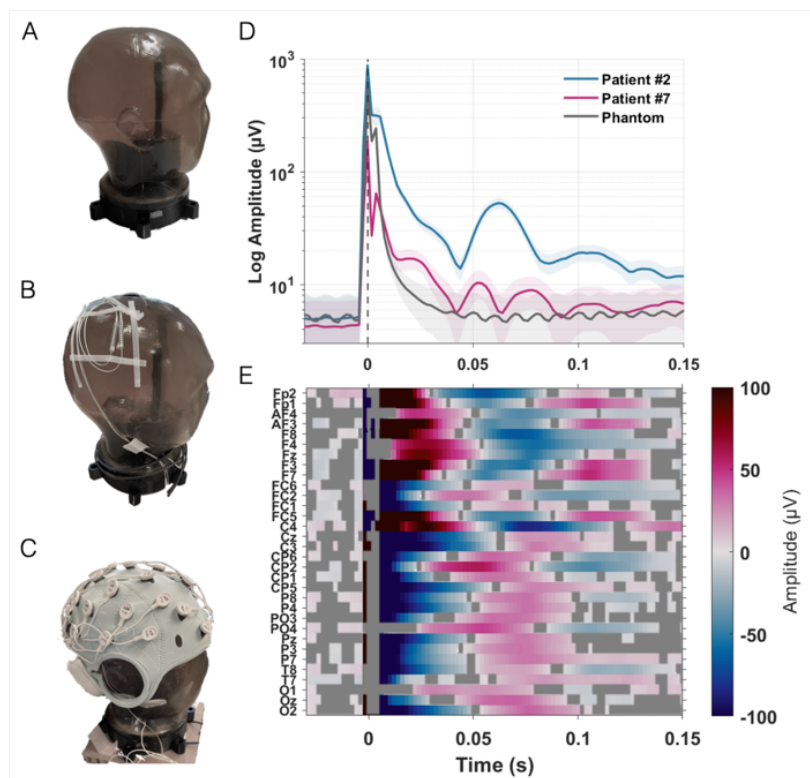 A
B
C
D
10³
10²
10¹
Log Amplitude (µV)
Patient #2
Patient #7
Phantom
0
0.05
0.1
0.15
E
Fp2
Fp1
AF4
AF3
F8
F4
Fz
F3
F7
FC6
FC2
FC1
FC5
C4
Cz
C3
CP6
CP2
CP1
CP5
P8
P4
PO3
PO4
Pz
P3
P7
T8
T7
O1
Oz
O2
0
0.05
0.1
0.15
Time (s)
100
50
0
-50
-100
Amplitude (µV)